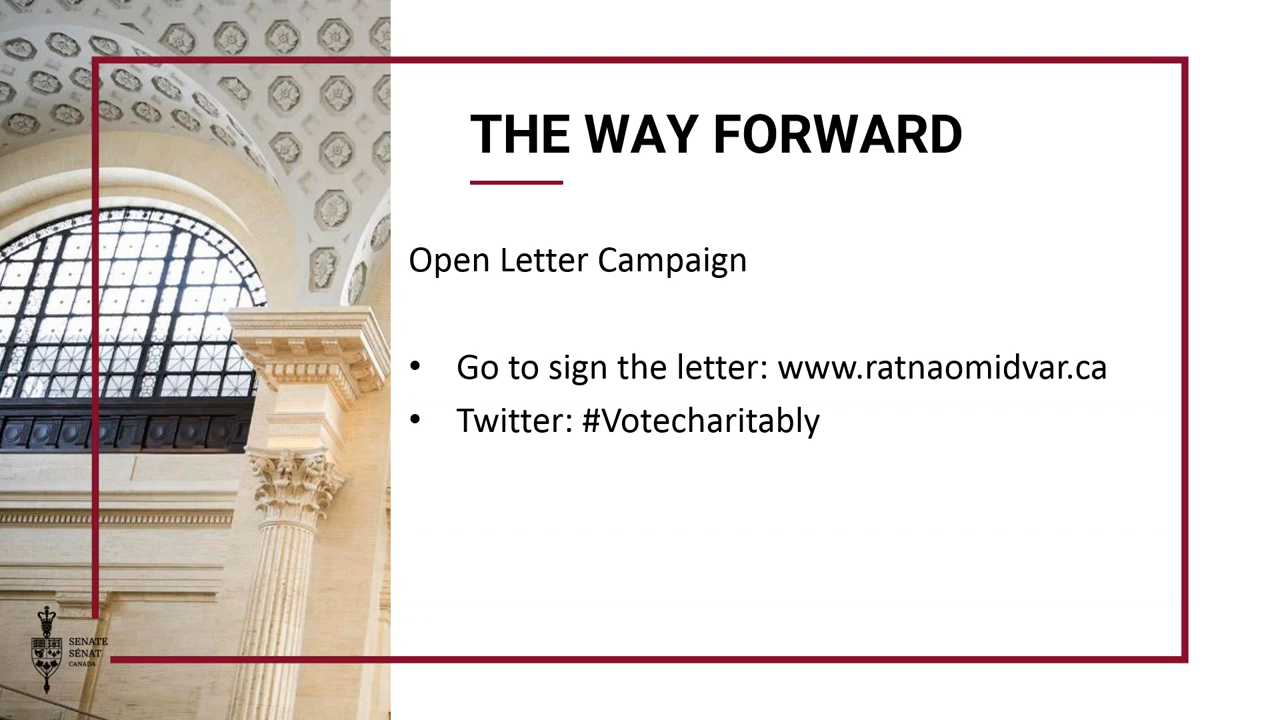 THE WAY FORWARD
Open Letter Campaign
• Go to sign the letter: www.ratnaomidvar.ca
• Twitter: #Votecharitably
SENATE
SÉNAT
CANADA